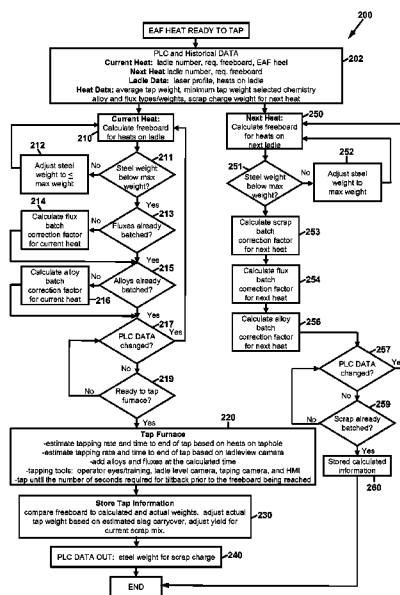 200
EAF HEAT READY TO TAP
PLC and Historical DATA
Current Heat: ladle number, req. freeboard, EAF heel
Next Heat ladle number, req. freeboard
Ladle Data: laser profile, heats on ladle
Heat Data: average tap weight, minimum tap weight selected chemistry
alloy and flux types/weights, scrap charge weight for next heat
202
Current Heat:
Calculate freeboard
for heats on ladle
210
212
Adjust steel
weight to ≤
max weight
211
Steel weight
below max
weight?
No
Yes
214
Calculate flux
batch
correction factor
for current heat
213
Fluxes already
batched?
No
Yes
Calculate alloy
batch
correction factor
for current heat
216
215
Alloys already
batched?
No
Yes
217
PLC DATA
changed?
Yes
No
219
Ready to tap
furnace?
No
Yes
Next Heat:
Calculate freeboard
for heats on next
ladle
250
251
Steel weight
below max
weight?
No
252
Adjust steel
weight to
max weight
Yes
Calculate scrap
batch
correction factor
for next heat
253
Calculate flux
batch
correction factor
for next heat
254
Calculate alloy
batch
correction factor
for next heat
256
257
PLC DATA
changed?
Yes
No
259
Scrap already
batched?
No
Yes
Stored calculated
information
260
220
Tap Furnace
-estimate tapping rate and time to end of tap based on heats on taphole
-estimate tapping rate and time to end of tap based on ladleview camera
-add alloys and fluxes at the calculated time
-tapping tools: operator eyes/training, ladle level camera, taping camera, and HMI
-tap until the number of seconds required for tiltback prior to the freeboard being reached
Store Tap Information
compare freeboard to calculated and actual weights. adjust actual
tap weight based on estimated slag carryover, adjust yield for
current scrap mix.
230
PLC DATA OUT: steel weight for scrap charge
240
END